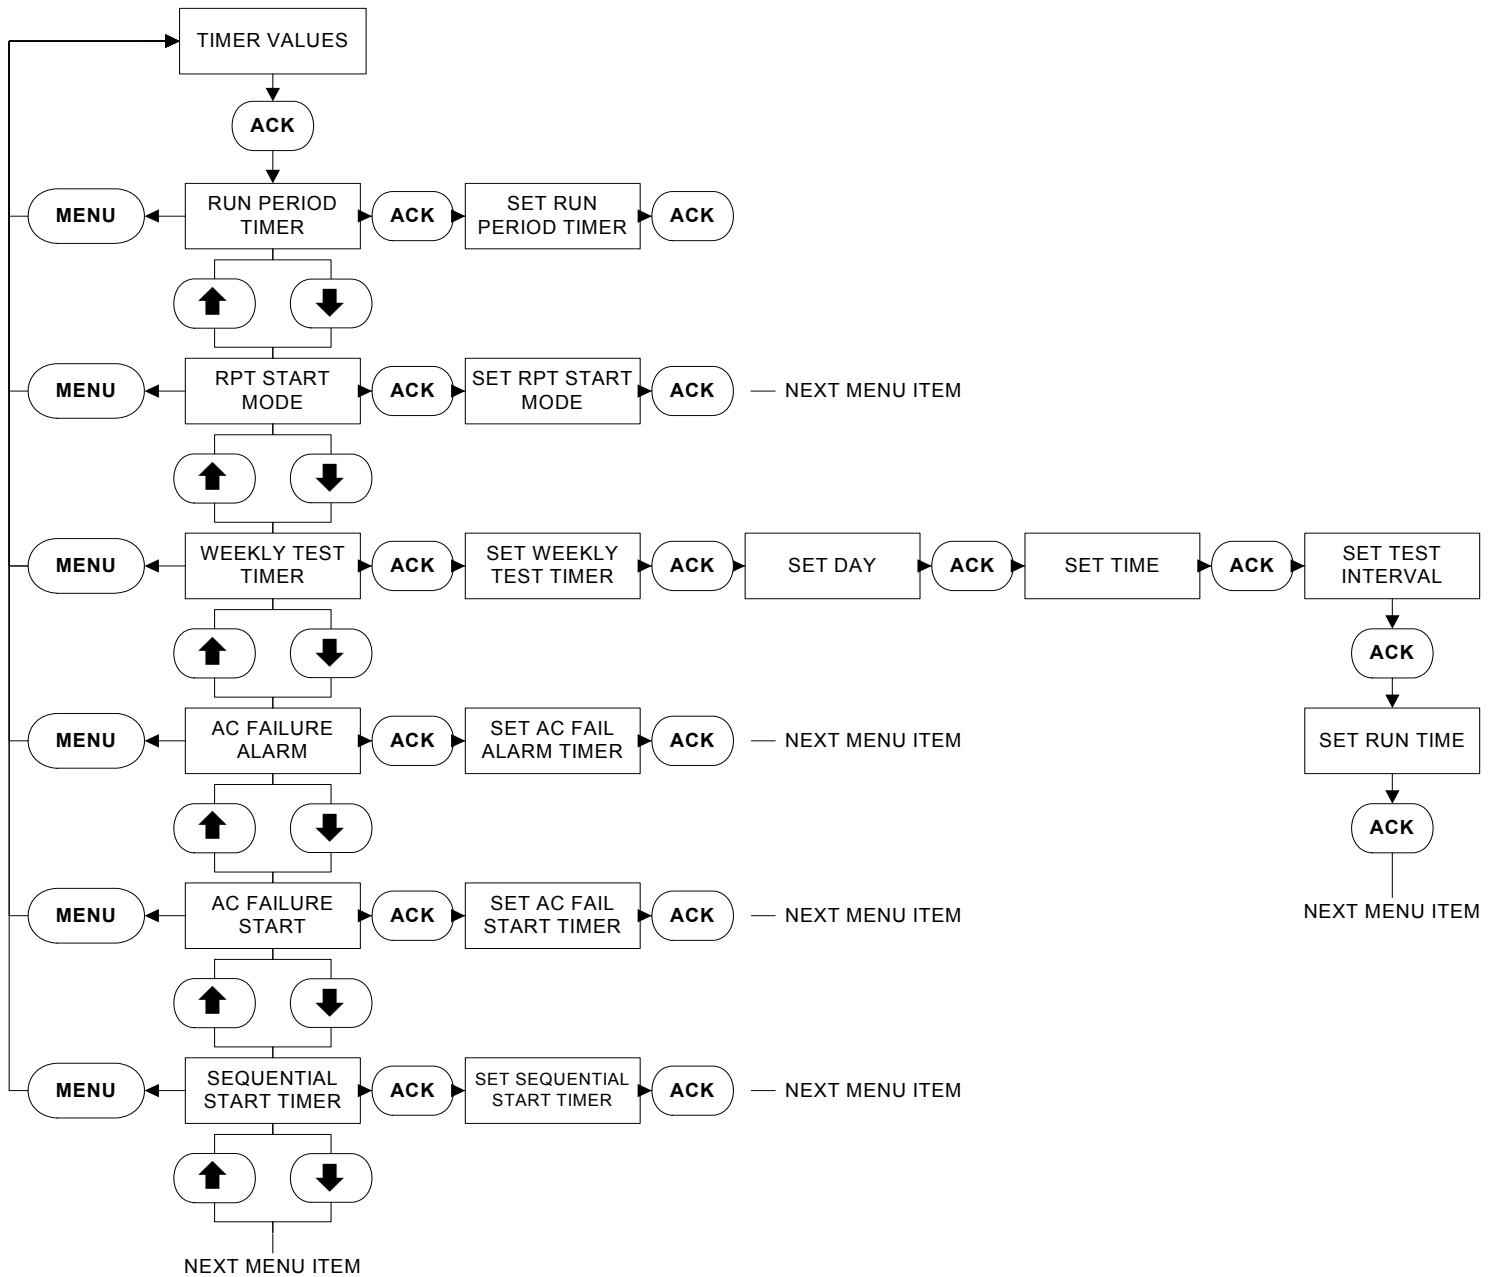 TIMER VALUES
ACK
MENU
RUN PERIOD
TIMER
ACK
SET RUN
PERIOD TIMER
ACK
MENU
RPT START
MODE
ACK
SET RPT START
MODE
ACK
NEXT MENU ITEM
MENU
WEEKLY TEST
TIMER
ACK
SET WEEKLY
TEST TIMER
ACK
SET DAY
ACK
SET TIME
ACK
SET TEST
INTERVAL
ACK
MENU
AC FAILURE
ALARM
ACK
SET AC FAIL
ALARM TIMER
ACK
NEXT MENU ITEM
SET RUN TIME
ACK
MENU
AC FAILURE
START
ACK
SET AC FAIL
START TIMER
ACK
NEXT MENU ITEM
NEXT MENU ITEM
MENU
SEQUENTIAL
START TIMER
ACK
SET SEQUENTIAL
START TIMER
ACK
NEXT MENU ITEM
NEXT MENU ITEM